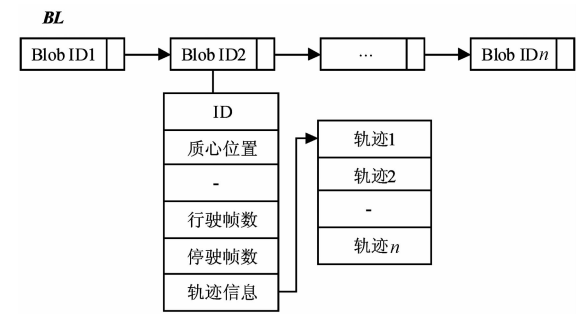 BL
Blob ID1 Blob ID2 … Blob IDn
ID
质心位置
-
行驶帧数
停驶帧数
轨迹信息
轨迹1
轨迹2
-
轨迹n